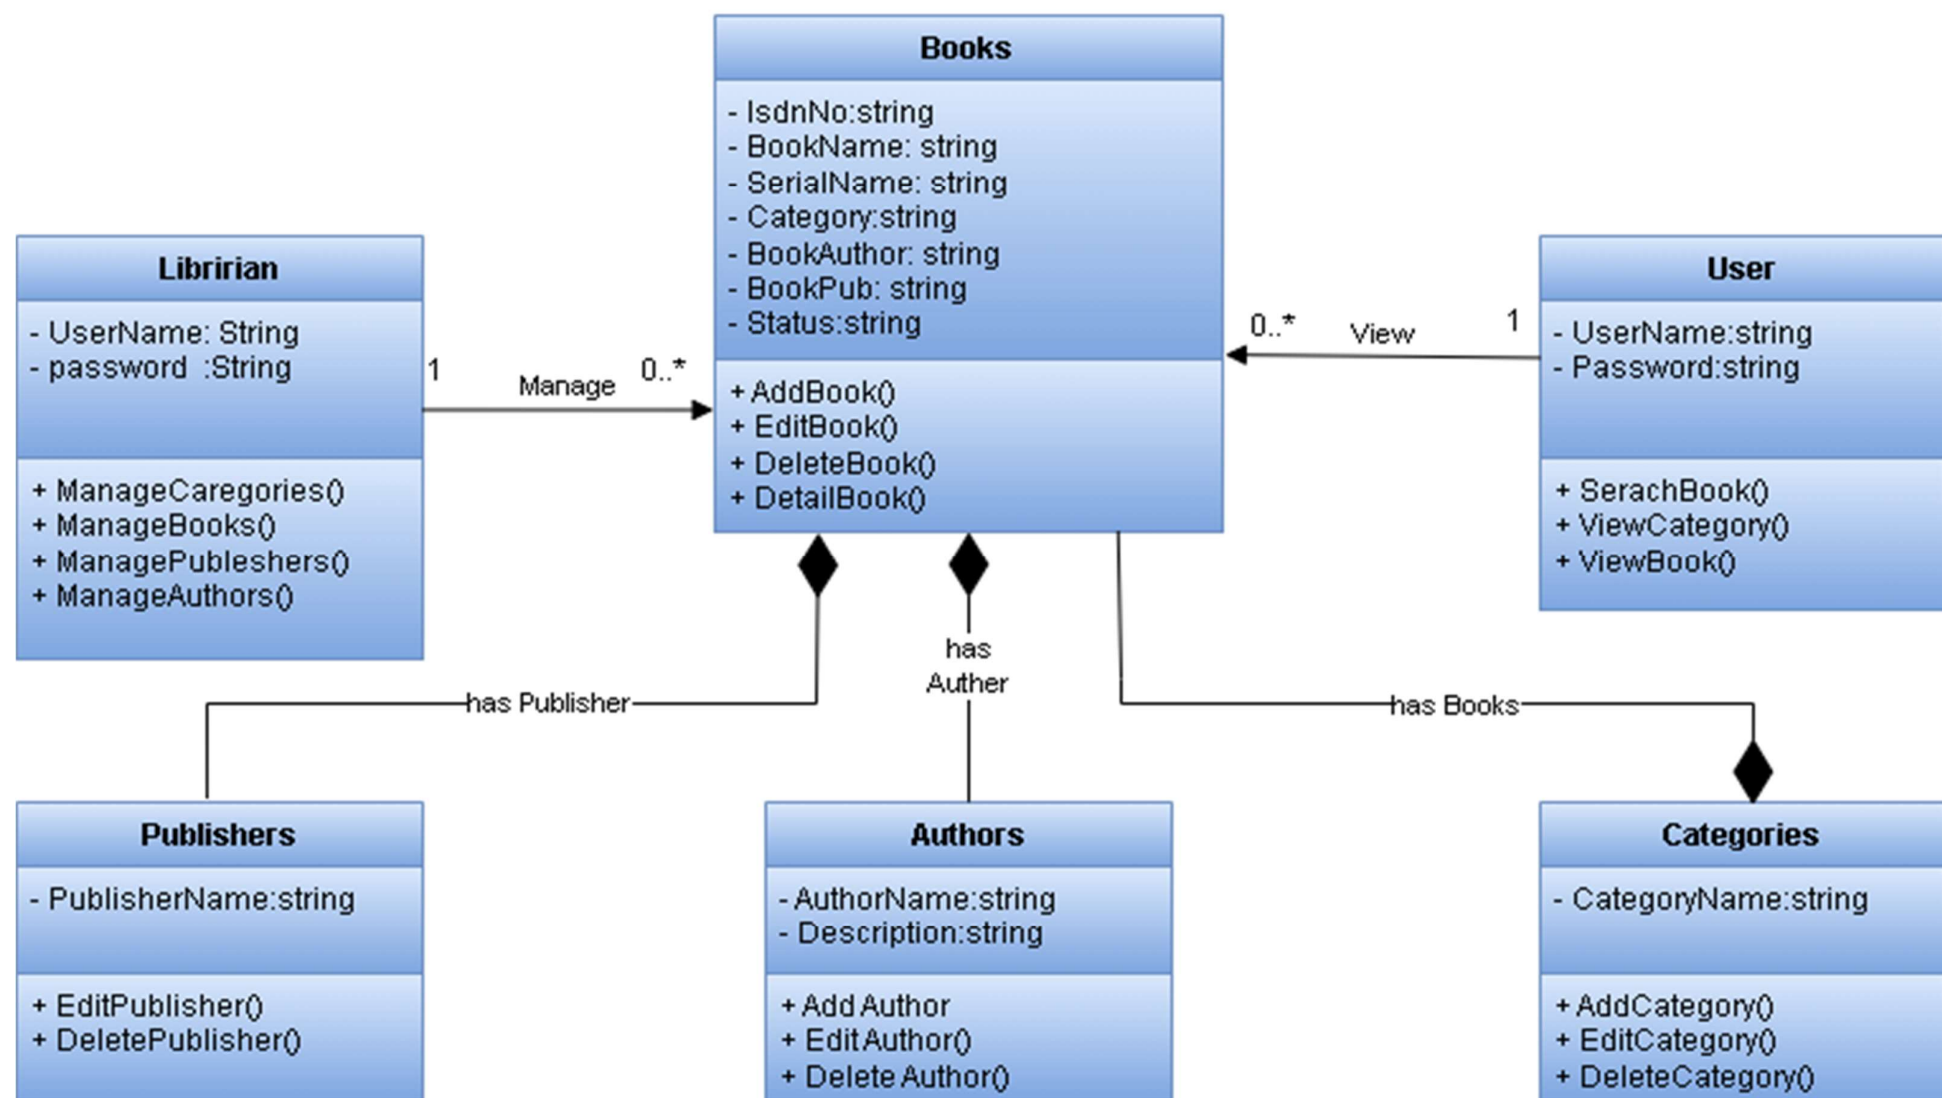 Books
- IsdnNo:string
- BookName: string
- SerialName: string
- Category:string
- BookAuthor: string
- BookPub: string
- Status:string
+ AddBook()
+ EditBook()
+ DeleteBook()
+ DetailBook()
Libririan
- UserName: String
- password :String
+ ManageCaregories()
+ ManageBooks()
+ ManagePubleshers()
+ ManageAuthors()
1
Manage
0..*
User
- UserName:string
- Password:string
+ SerachBook()
+ ViewCategory()
+ ViewBook()
0..*
View
1
has Publisher
has
Auther
has Books
Publishers
- PublisherName:string
+ EditPublisher()
+ DeletePublisher()
Authors
- AuthorName:string
- Description:string
+ Add Author
+ EditAuthor()
+ Delete Author()
Categories
- CategoryName:string
+ AddCategory()
+ EditCategory()
+ DeleteCategory()